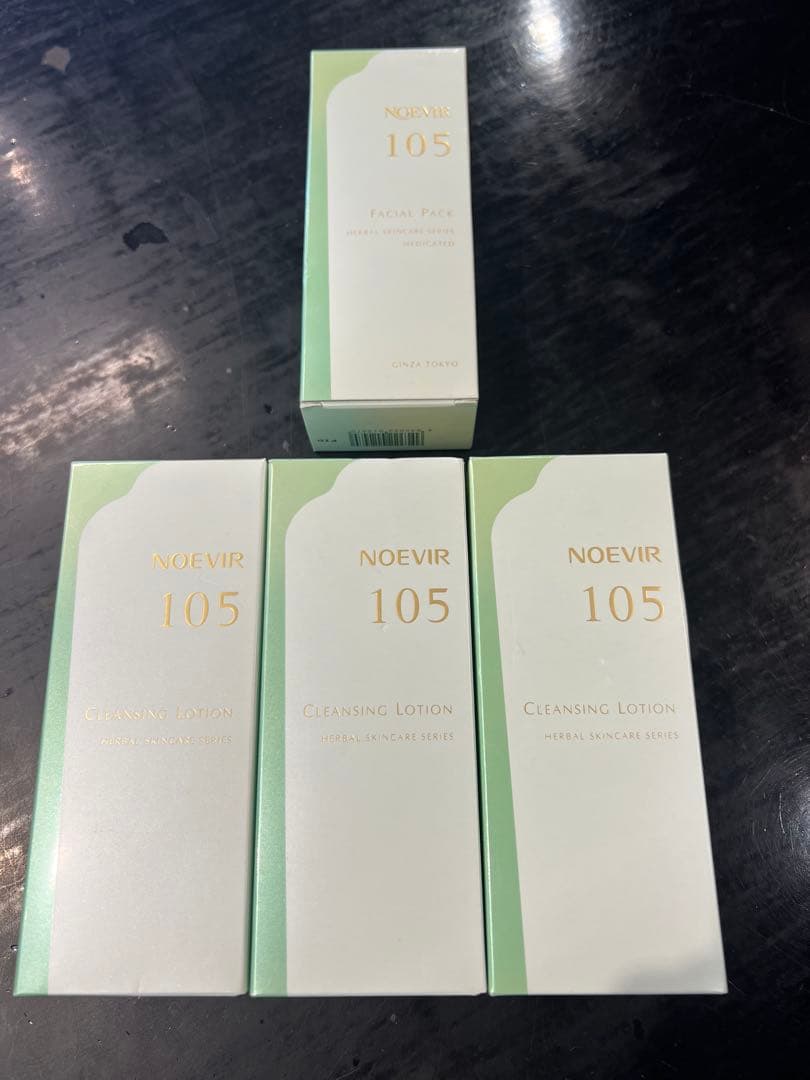 NOEVIR
105
FACIAL PACK
HERBAL SKINCARE SERIES
MEDICATED
GINZA TOKYO
NOEVIR
105
CLEANSING LOTION
HERBAL SKINCARE SERIES
NOEVIR
105
CLEANSING LOTION
HERBAL SKINCARE SERIES
NOEVIR
105
CLEANSING LOTION
HERBAL SKINCARE SERIES